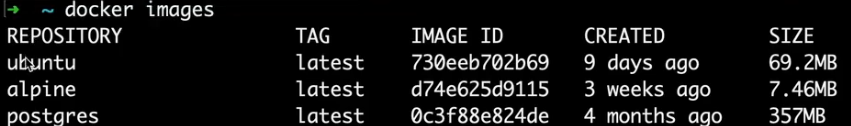 ➜ ~ docker images
REPOSITORY TAG IMAGE ID CREATED SIZE
ubuntu latest 730eeb702b69 9 days ago 69.2MB
alpine latest d74e625d9115 3 weeks ago 7.46MB
postgres latest 0c3f88e824de 4 months ago 357MB